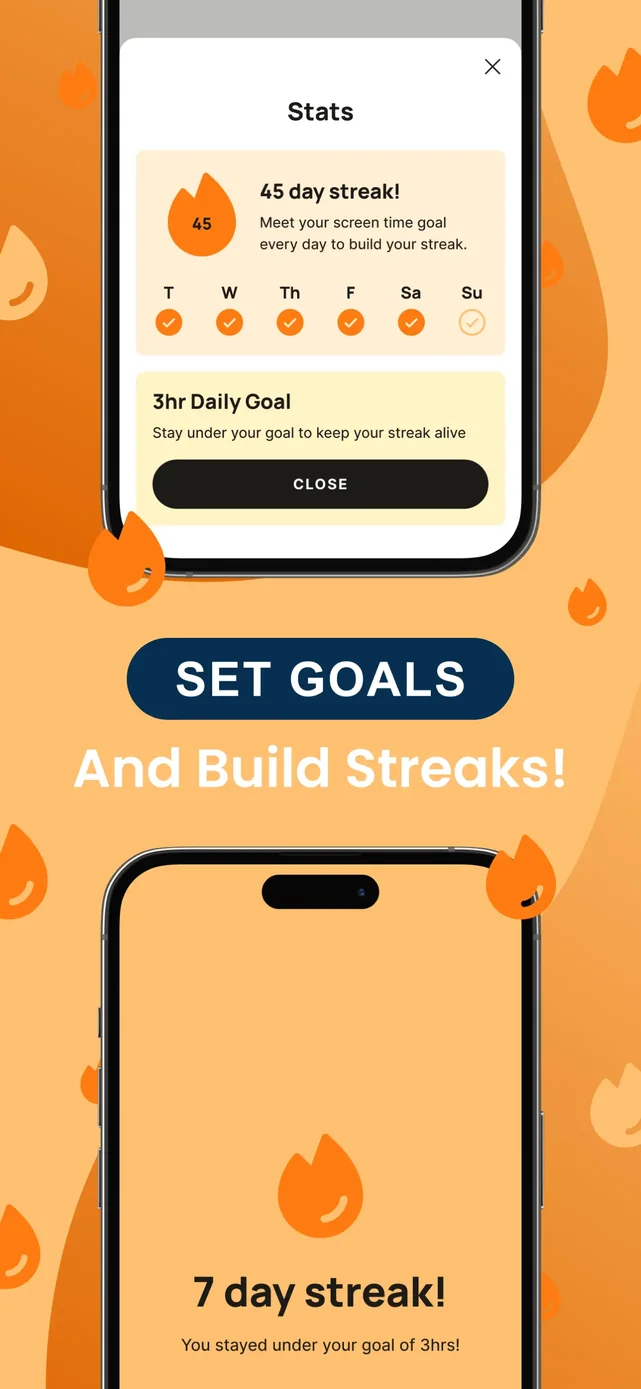 Stats
45 day streak!
45
Meet your screen time goal
every day to build your streak.
T W Th F Sa Su
3hr Daily Goal
Stay under your goal to keep your streak alive
CLOSE
SET GOALS
And Build Streaks!
7 day streak!
You stayed under your goal of 3hrs!